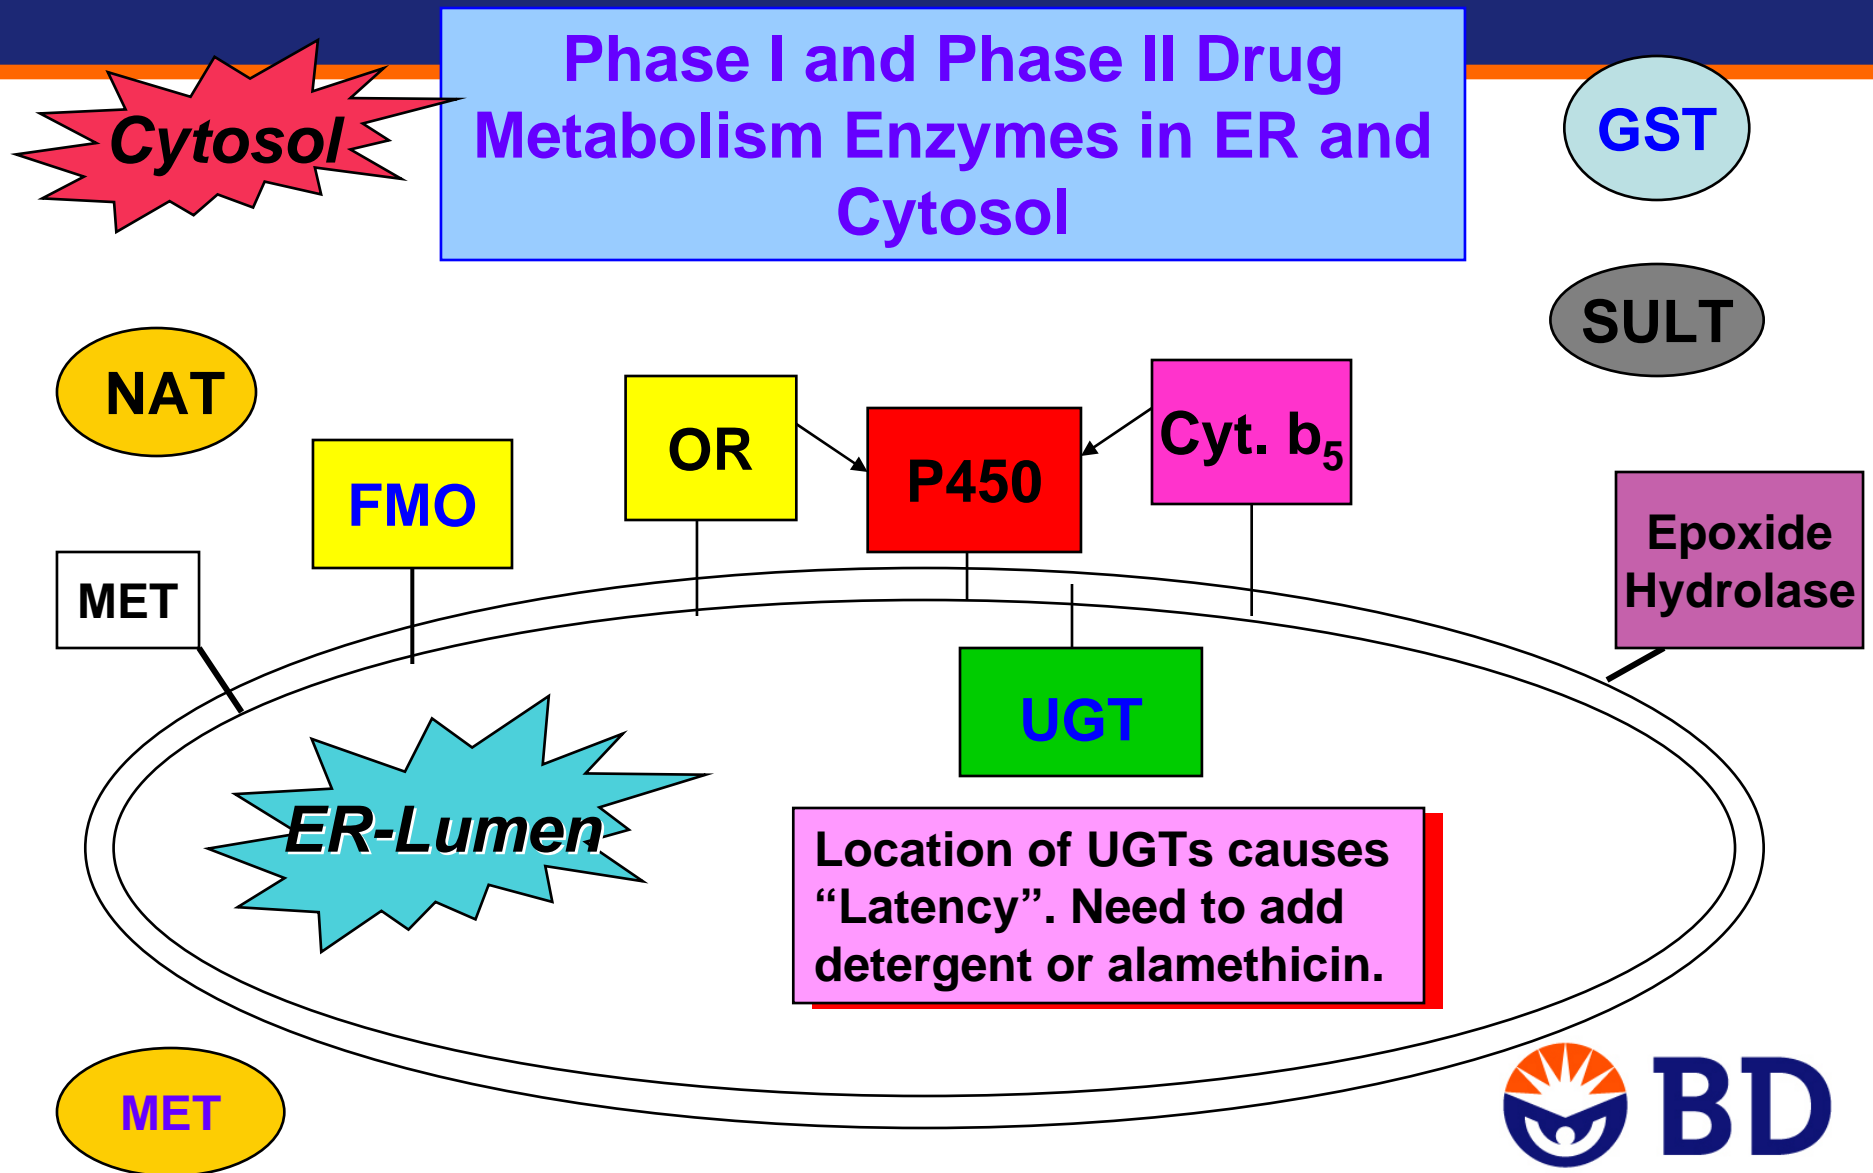 Phase I and Phase II Drug
Metabolism Enzymes in ER and
Cytosol
Cytosol
GST
SULT
NAT
OR
P450
Cyt. b5
FMO
Epoxide
Hydrolase
MET
UGT
ER-Lumen
Location of UGTs causes
“Latency”. Need to add
detergent or alamethicin.
MET
BD